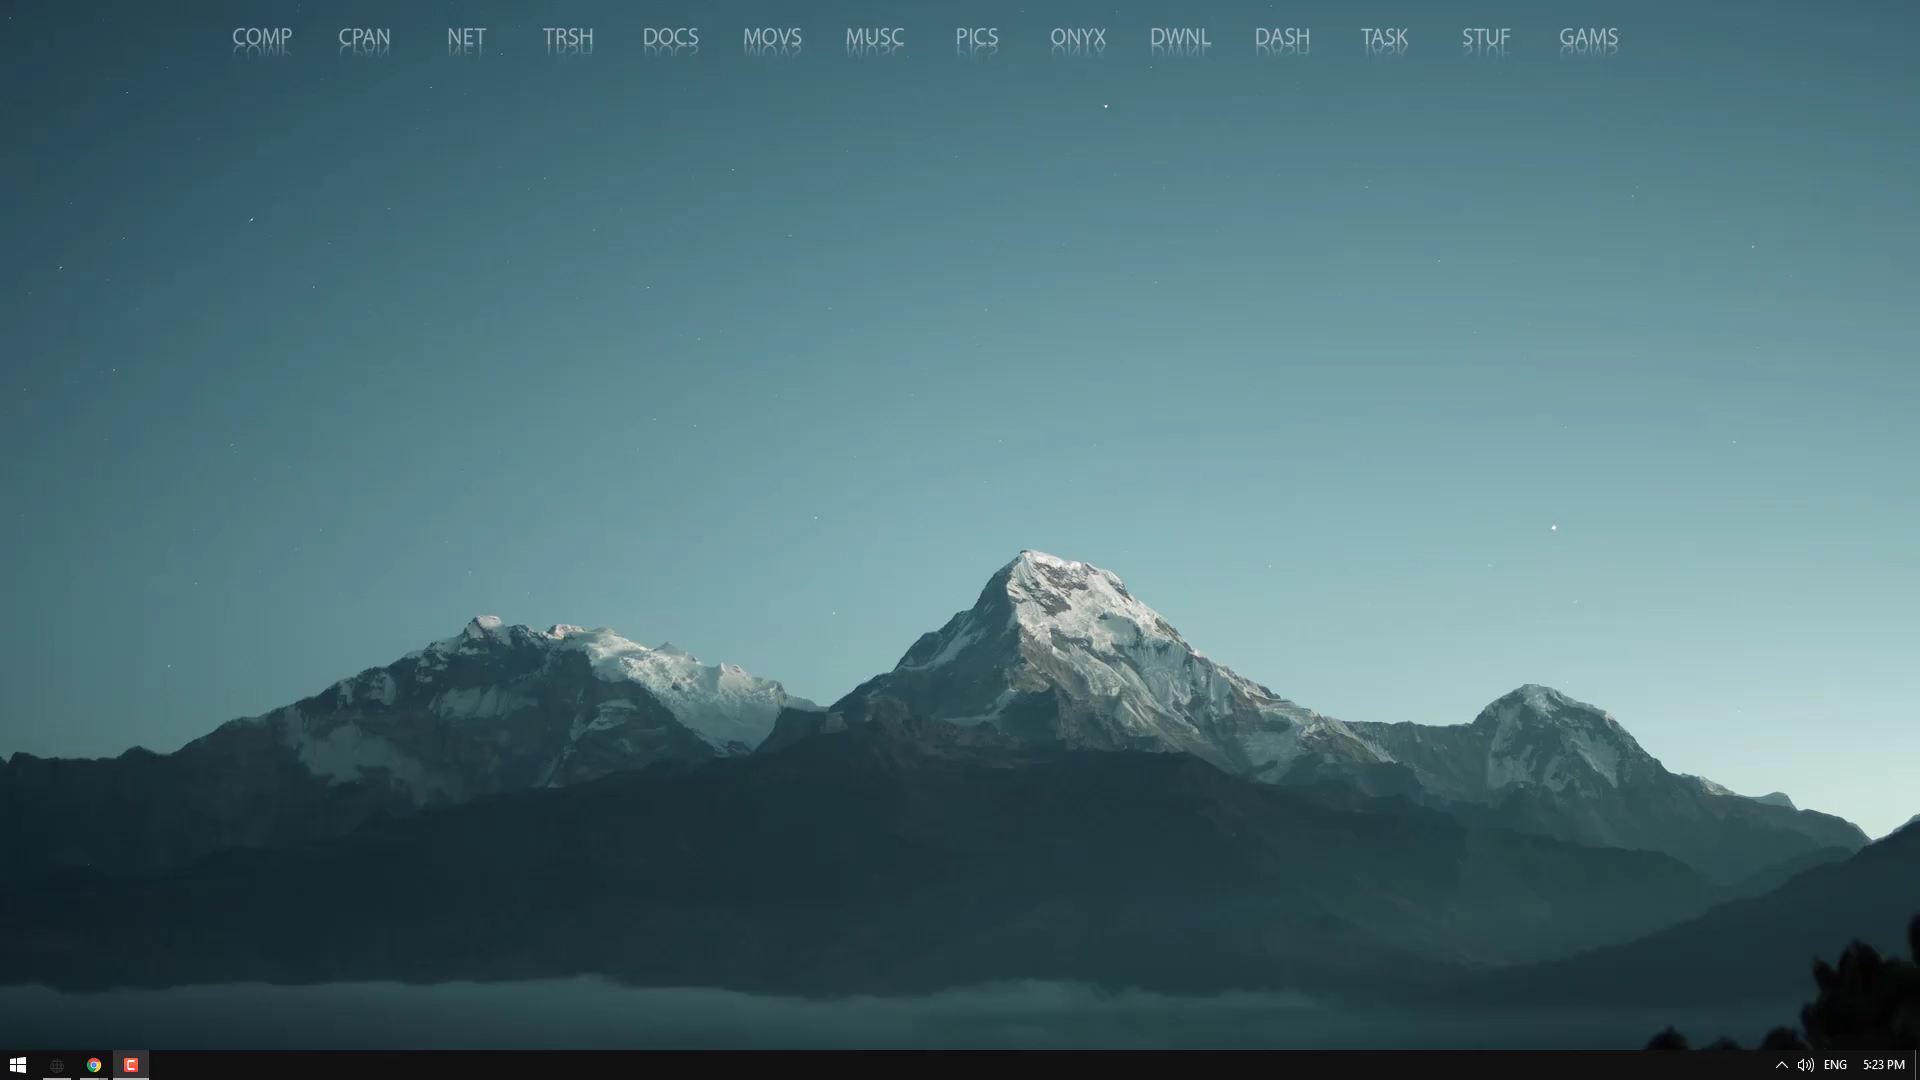 COMP CPAN NET TRSH DOCS MOVS MUSC PICS ONYX DWNL DASH TASK STUF GAMS
ENG 5:23 PM